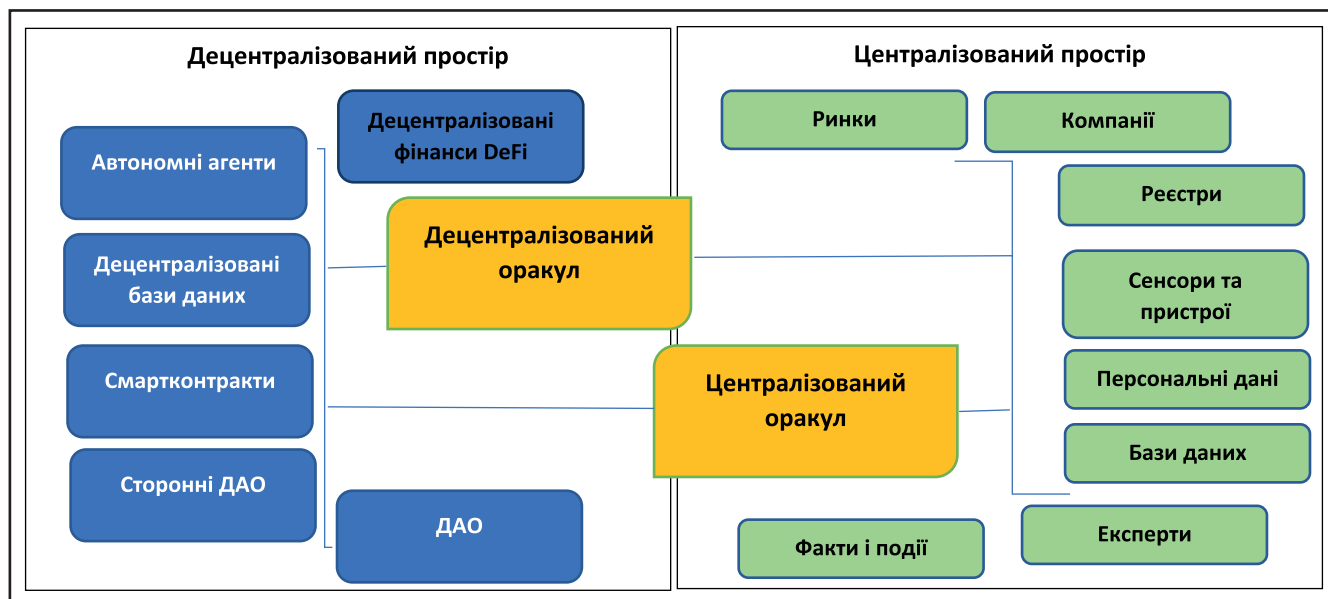 Децентралізований простір
Децентралізовані
фінанси DeFi
Автономні агенти
Децентралізований
оракул
Децентралізовані
бази даних
Смартконтракти
Сторонні ДАО
ДАО
Централізований простір
Ринки
Компанії
Реєстри
Сенсори та
пристрої
Централізований
оракул
Персональні дані
Бази даних
Експерти
Факти і події